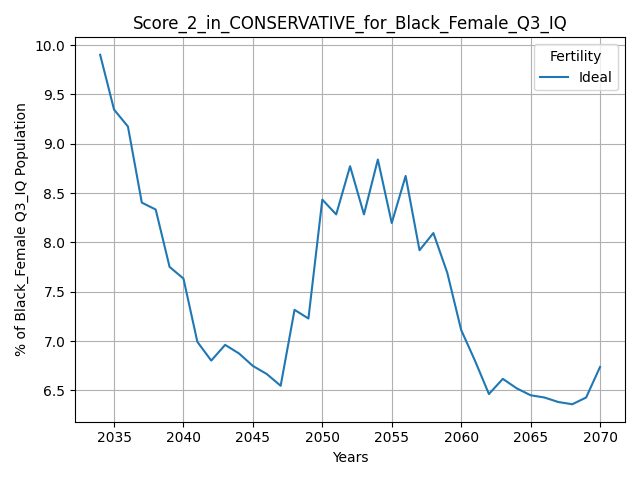 Score_2_in_CONSERVATIVE_for_Black_Female_Q3_IQ
Fertility
Ideal
% of Black_Female Q3_IQ Population
10.0
9.5
9.0
8.5
8.0
7.5
7.0
6.5
2035 2040 2045 2050 2055 2060 2065 2070
Years